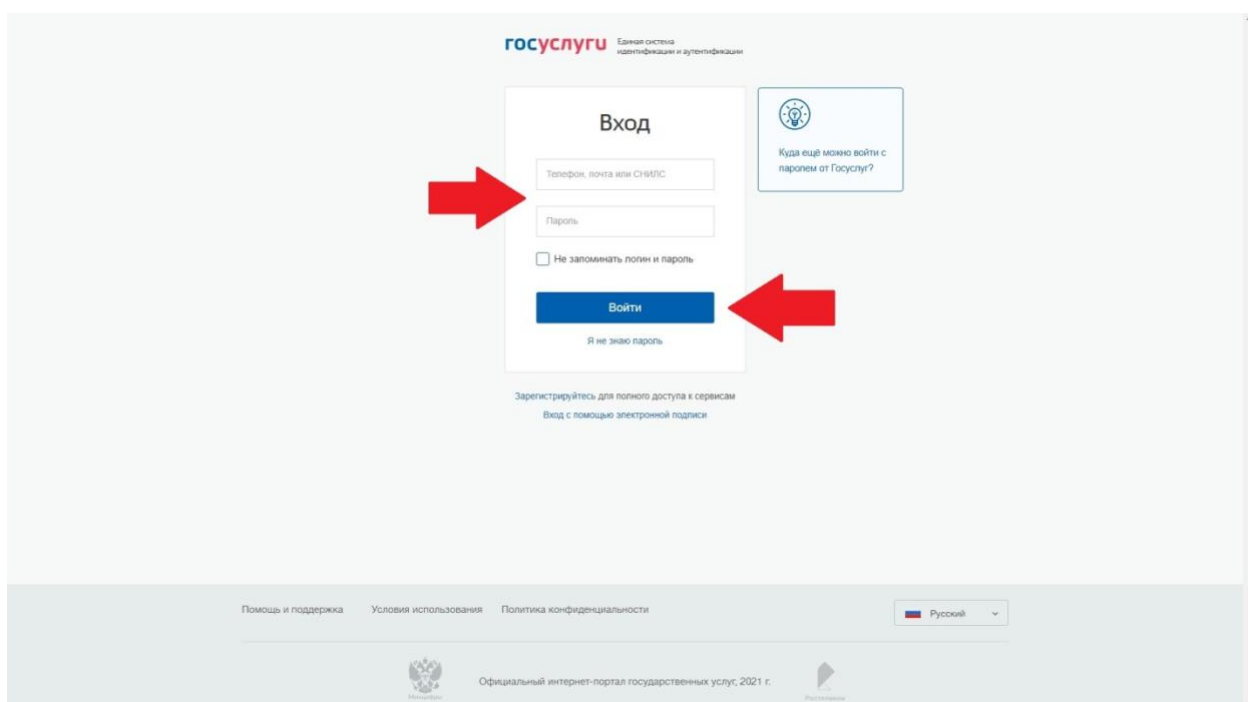 госуслуги
Единая система
идентификации и аутентификации
Вход
Телефон, почта или СНИЛС
Пароль
Не запоминать логин и пароль
Войти
Я не знаю пароль
Куда ещё можно войти с
паролем от Госуслуг?
Зарегистрируйтесь для полного доступа к сервисам
Вход с помощью электронной подписи
Помощь и поддержка
Условия использования
Политика конфиденциальности
Русский
Минцифры
Официальный интернет-портал государственных услуг, 2021 г.
Ростелеком